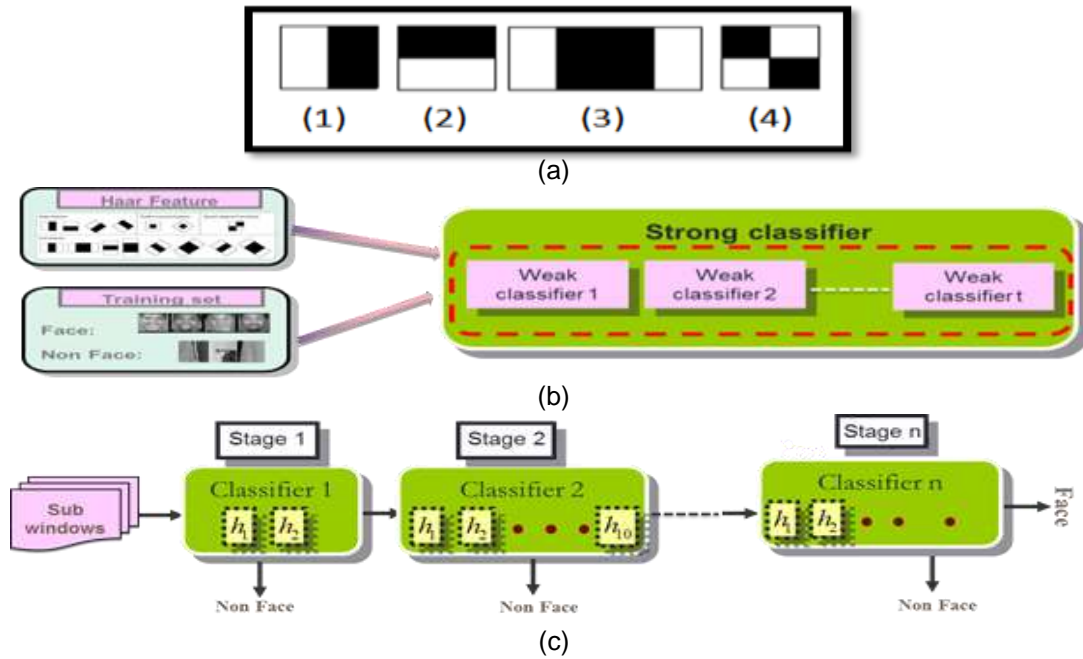 (1) (2) (3) (4)
(a)
Haar Feature
Training set
Face:
Non Face:
Strong classifier
Weak classifier 1
Weak classifier 2
Weak classifier t
(b)
Stage 1
Stage 2
Stage n
Sub windows
Classifier 1
h1 h2
Classifier 2
h1 h2 h10
Classifier n
h1 h2
Face
Non Face
Non Face
Non Face
(c)